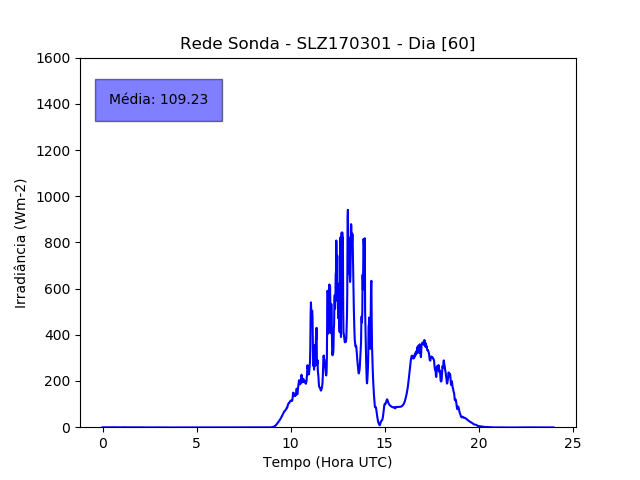 Rede Sonda - SLZ170301 - Dia [60]
Irradiância (Wm-2)
1600
1400
1200
1000
800
600
400
200
0
Média: 109.23
0 5 10 15 20 25
Tempo (Hora UTC)